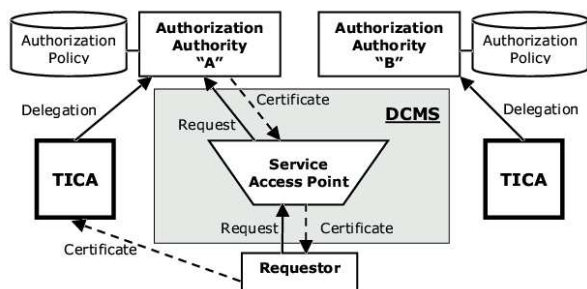 Authorization
Policy
Authorization
Authority
"A"
Authorization
Authority
"B"
Authorization
Policy
Delegation
Certificate
Request
DCMS
Delegation
TICA
Service
Access Point
TICA
Request
Certificate
Certificate
Requestor